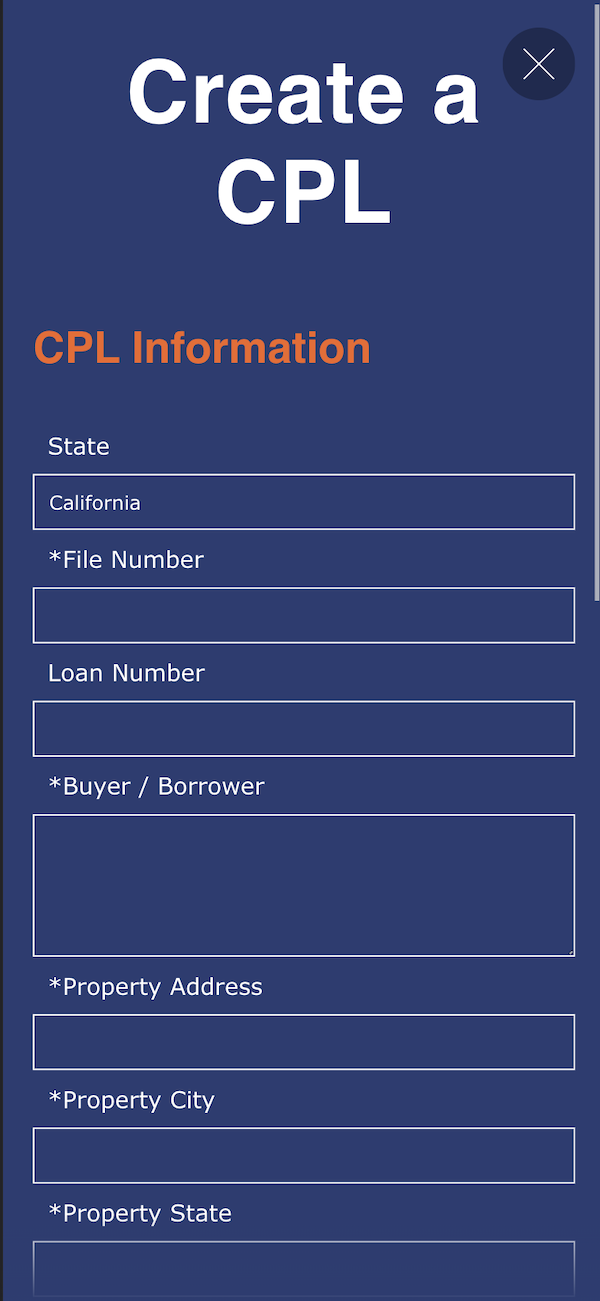 Create a
CPL
CPL Information
State
California
*File Number
Loan Number
*Buyer / Borrower
*Property Address
*Property City
*Property State